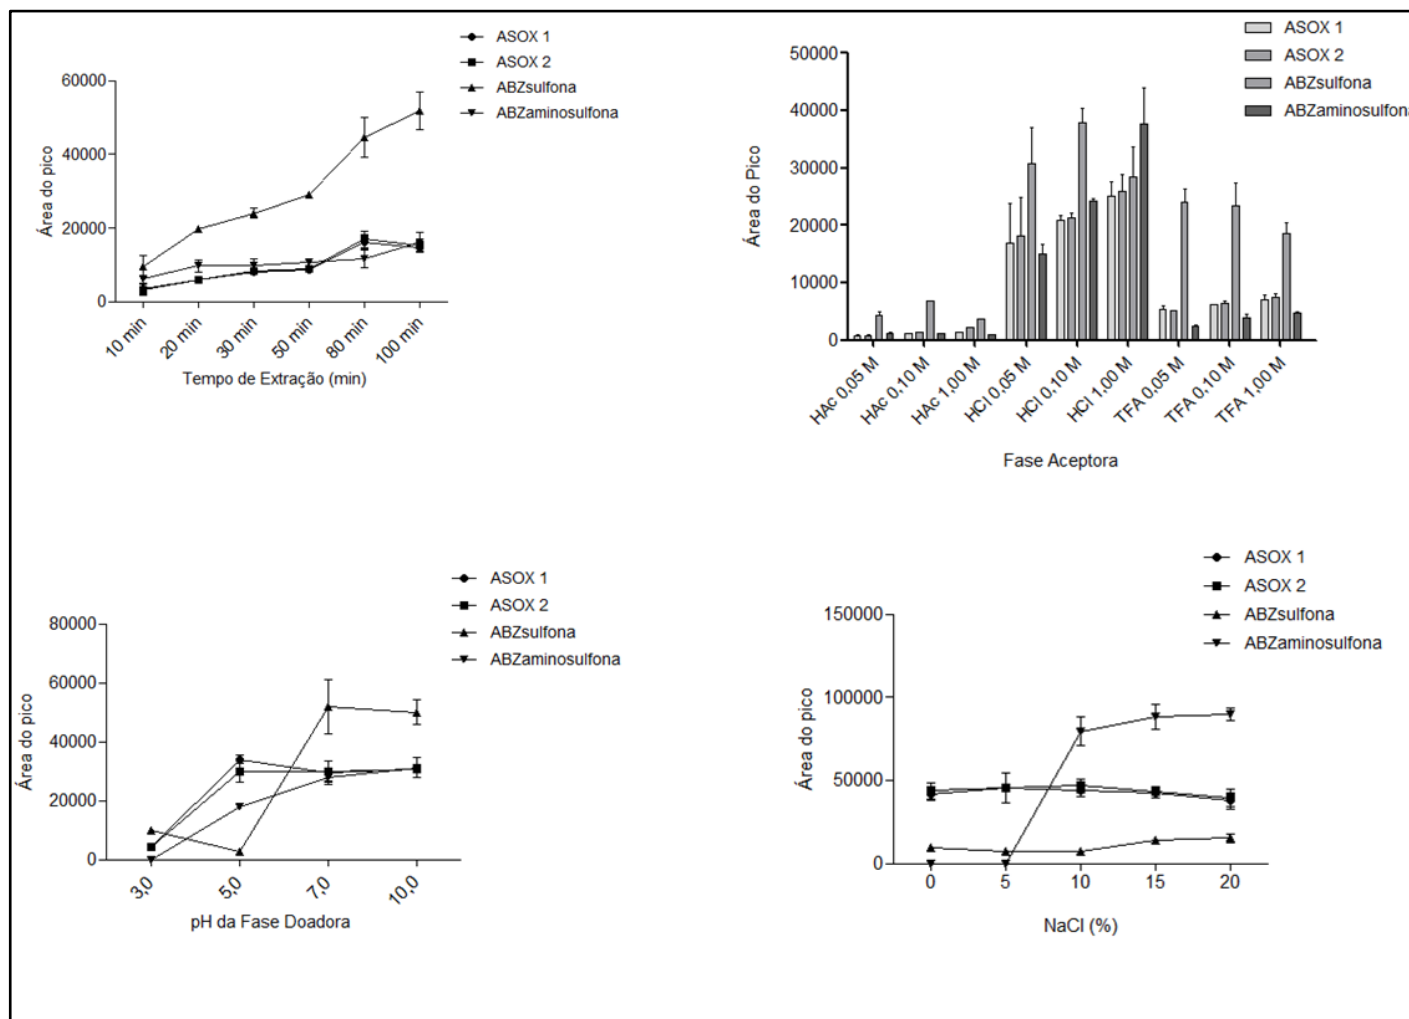 ASOX 1
ASOX 2
ABZsulfona
ABZaminosulfona
60000
40000
20000
0
Área do pico
10 min
20 min
30 min
50 min
80 min
100 min
Tempo de Extração (min)
ASOX 1
ASOX 2
ABZsulfona
ABZaminosulfona
50000
40000
30000
20000
10000
0
Área do Pico
HAc 0,05 M
HAc 0,10 M
HAc 1,00 M
HCl 0,05 M
HCl 0,10 M
HCl 1,00 M
TFA 0,05 M
TFA 0,10 M
TFA 1,00 M
Fase Aceptora
ASOX 1
ASOX 2
ABZsulfona
ABZaminosulfona
80000
60000
40000
20000
0
Área do pico
3,0
5,0
7,0
10,0
pH da Fase Doadora
ASOX 1
ASOX 2
ABZsulfona
ABZaminosulfona
150000
100000
50000
0
Área do pico
0 5 10 15 20
NaCl (%)